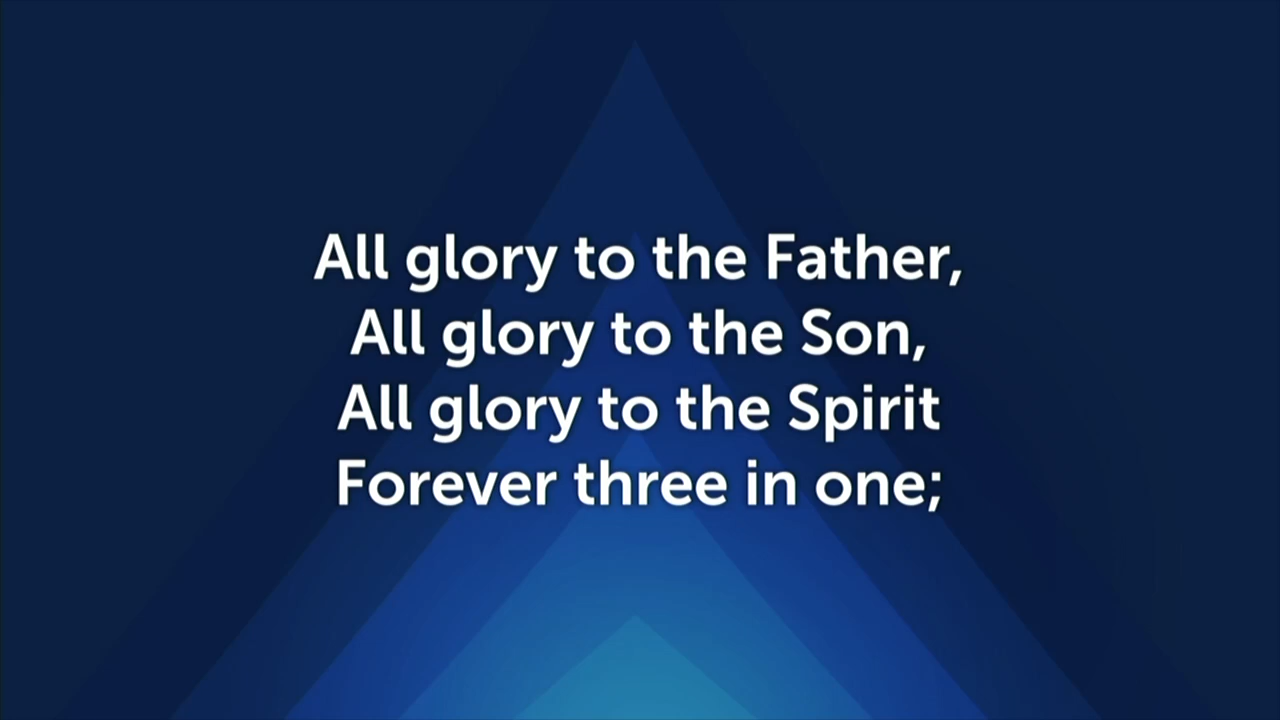 All glory to the Father,
All glory to the Son,
All glory to the Spirit
Forever three in one;